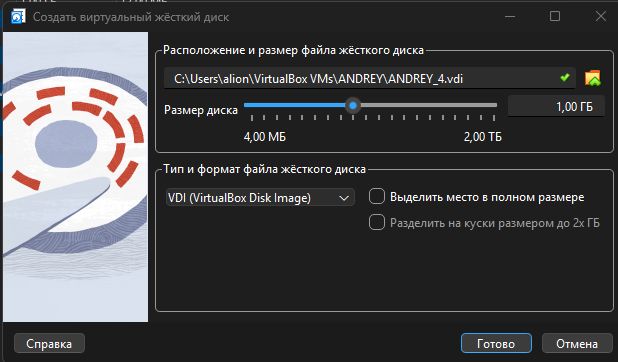 Создать виртуальный жёсткий диск
Расположение и размер файла жёсткого диска
C:\Users\alion\VirtualBox VMs\ANDREY\ANDREY_4.vdi
Размер диска
1,00 ГБ
4,00 МБ
2,00 ТБ
Тип и формат файла жёсткого диска
VDI (VirtualBox Disk Image)
Выделить место в полном размере
Разделить на куски размером до 2х ГБ
Справка
Готово
Отмена